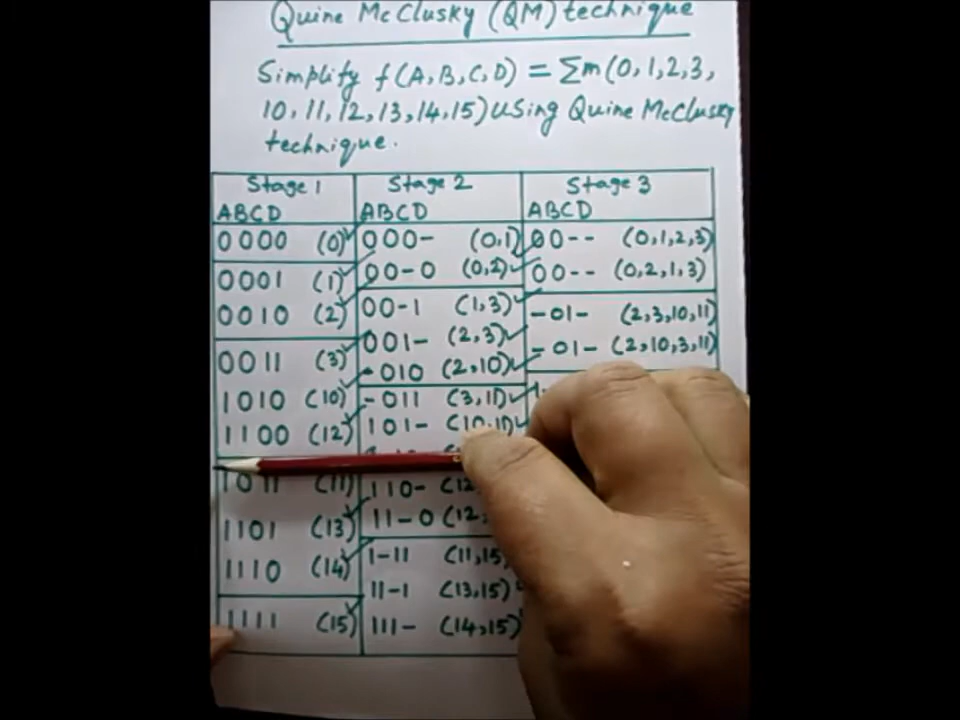 Quine McClusky (QM) technique
Simplify f(A,B,C,D) = Σm(0,1,2,3,
10,11,12,13,14,15) using Quine McClusky
technique.
Stage 1 Stage 2 Stage 3
ABCD ABCD ABCD
0000 (0)✓ 000- (0,1) 00-- (0,1,2,3)
0001 (1)✓ 00-0 (0,2)✓ 00-- (0,2,1,3)
0010 (2)✓ 00-1 (1,3)✓ -01- (2,3,10,11)
0011 (3)✓ 001- (2,3)✓ -01- (2,10,3,11)
-010 (2,10)✓
1010 (10)✓ -011 (3,11)✓
1100 (12)✓ 101- (10,11)✓
1011 (11) 110- (12
1101 (13)✓ 11-0 (12,
1110 (14)✓ 1-11 (11,15)
11-1 (13,15)
1111 (15)✓ 111- (14,15)